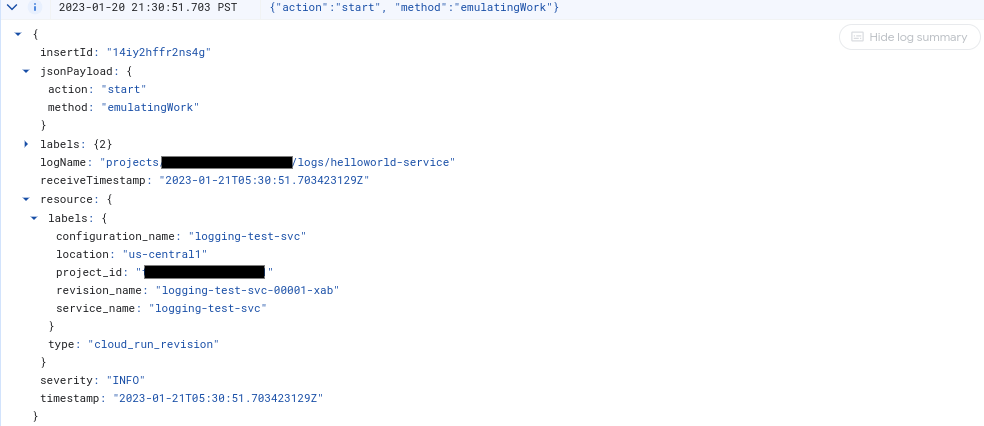 2023-01-20 21:30:51.703 PST {"action":"start", "method":"emulatingWork"}
{
Hide log summary
insertId: "14iy2hffr2ns4g"
jsonPayload: {
action: "start"
method: "emulatingWork"
}
labels: {2}
logName: "projects/logs/helloworld-service"
receiveTimestamp: "2023-01-21T05:30:51.703423129Z"
resource: {
labels: {
configuration_name: "logging-test-svc"
location: "us-central1"
project_id: ""
revision_name: "logging-test-svc-00001-xab"
service_name: "logging-test-svc"
}
type: "cloud_run_revision"
}
severity: "INFO"
timestamp: "2023-01-21T05:30:51.703423129Z"
}